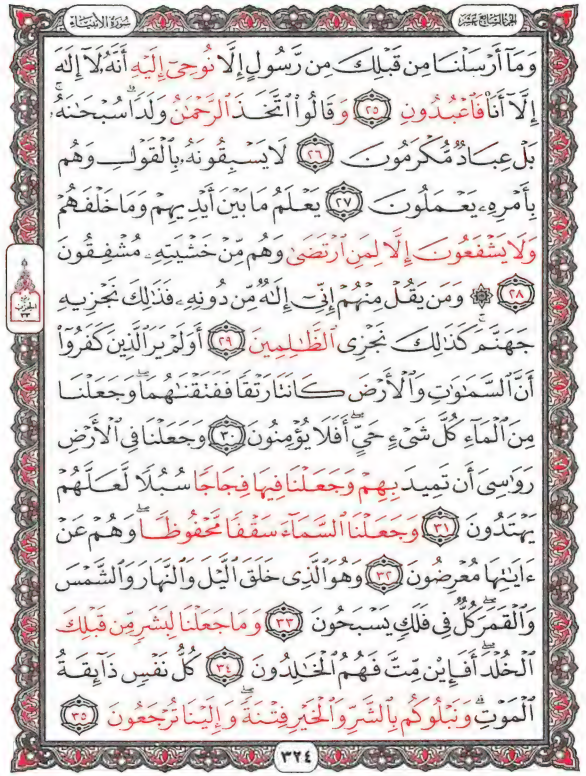 الجزء السابع عشر
سورة الأنبياء
وَمَآ أَرْسَلْنَا مِن قَبْلِكَ مِن رَّسُولٍ إِلَّا نُوحِىٓ إِلَيْهِ أَنَّهُۥ لَآ إِلَٰهَ
إِلَّآ أَنَا۠ فَٱعْبُدُونِ ٢٥ وَقَالُوا۟ ٱتَّخَذَ ٱلرَّحْمَٰنُ وَلَدًا ۗ سُبْحَٰنَهُۥ ۚ
بَلْ عِبَادٌ مُّكْرَمُونَ ٢٦ لَا يَسْبِقُونَهُۥ بِٱلْقَوْلِ وَهُم
بِأَمْرِهِۦ يَعْمَلُونَ ٢٧ يَعْلَمُ مَا بَيْنَ أَيْدِيهِمْ وَمَا خَلْفَهُمْ
وَلَا يَشْفَعُونَ إِلَّا لِمَنِ ٱرْتَضَىٰ وَهُم مِّنْ خَشْيَتِهِۦ مُشْفِقُونَ
٢٨ ۞ وَمَن يَقُلْ مِنْهُمْ إِنِّىٓ إِلَٰهٌ مِّن دُونِهِۦ فَذَٰلِكَ نَجْزِيهِ
جَهَنَّمَ ۚ كَذَٰلِكَ نَجْزِى ٱلظَّٰلِمِينَ ٢٩ أَوَلَمْ يَرَ ٱلَّذِينَ كَفَرُوٓا۟
أَنَّ ٱلسَّمَٰوَٰتِ وَٱلْأَرْضَ كَانَتَا رَتْقًا فَفَتَقْنَٰهُمَا ۖ وَجَعَلْنَا
مِنَ ٱلْمَآءِ كُلَّ شَىْءٍ حَىٍّ ۖ أَفَلَا يُؤْمِنُونَ ٣٠ وَجَعَلْنَا فِى ٱلْأَرْضِ
رَوَٰسِىَ أَن تَمِيدَ بِهِمْ وَجَعَلْنَا فِيهَا فِجَاجًا سُبُلًا لَّعَلَّهُمْ
يَهْتَدُونَ ٣١ وَجَعَلْنَا ٱلسَّمَآءَ سَقْفًا مَّحْفُوظًا ۖ وَهُمْ عَنْ
ءَايَٰتِهَا مُعْرِضُونَ ٣٢ وَهُوَ ٱلَّذِى خَلَقَ ٱلَّيْلَ وَٱلنَّهَارَ وَٱلشَّمْسَ
وَٱلْقَمَرَ ۖ كُلٌّ فِى فَلَكٍ يَسْبَحُونَ ٣٣ وَمَا جَعَلْنَا لِبَشَرٍ مِّن قَبْلِكَ
ٱلْخُلْدَ ۖ أَفَإِي۟ن مِّتَّ فَهُمُ ٱلْخَٰلِدُونَ ٣٤ كُلُّ نَفْسٍ ذَآئِقَةُ
ٱلْمَوْتِ ۗ وَنَبْلُوكُم بِٱلشَّرِّ وَٱلْخَيْرِ فِتْنَةً ۖ وَإِلَيْنَا تُرْجَعُونَ ٣٥
٣٢٤